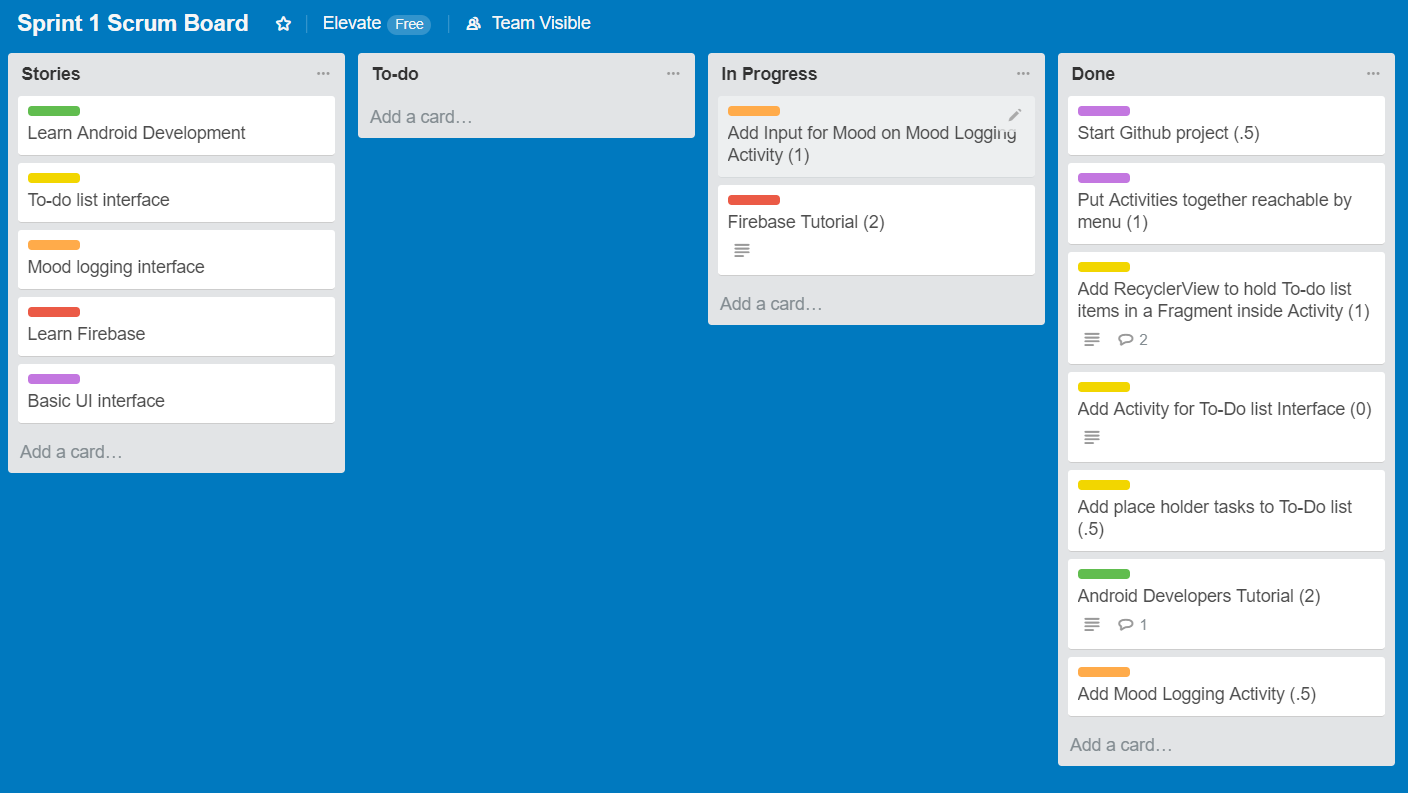 Sprint 1 Scrum Board
Elevate Free
Team Visible
Stories
Learn Android Development
To-do list interface
Mood logging interface
Learn Firebase
Basic UI interface
Add a card…
To-do
Add a card…
In Progress
Add Input for Mood on Mood Logging
Activity (1)
Firebase Tutorial (2)
Add a card…
Done
Start Github project (.5)
Put Activities together reachable by
menu (1)
Add RecyclerView to hold To-do list
items in a Fragment inside Activity (1)
2
Add Activity for To-Do list Interface (0)
Add place holder tasks to To-Do list
(.5)
Android Developers Tutorial (2)
1
Add Mood Logging Activity (.5)
Add a card…